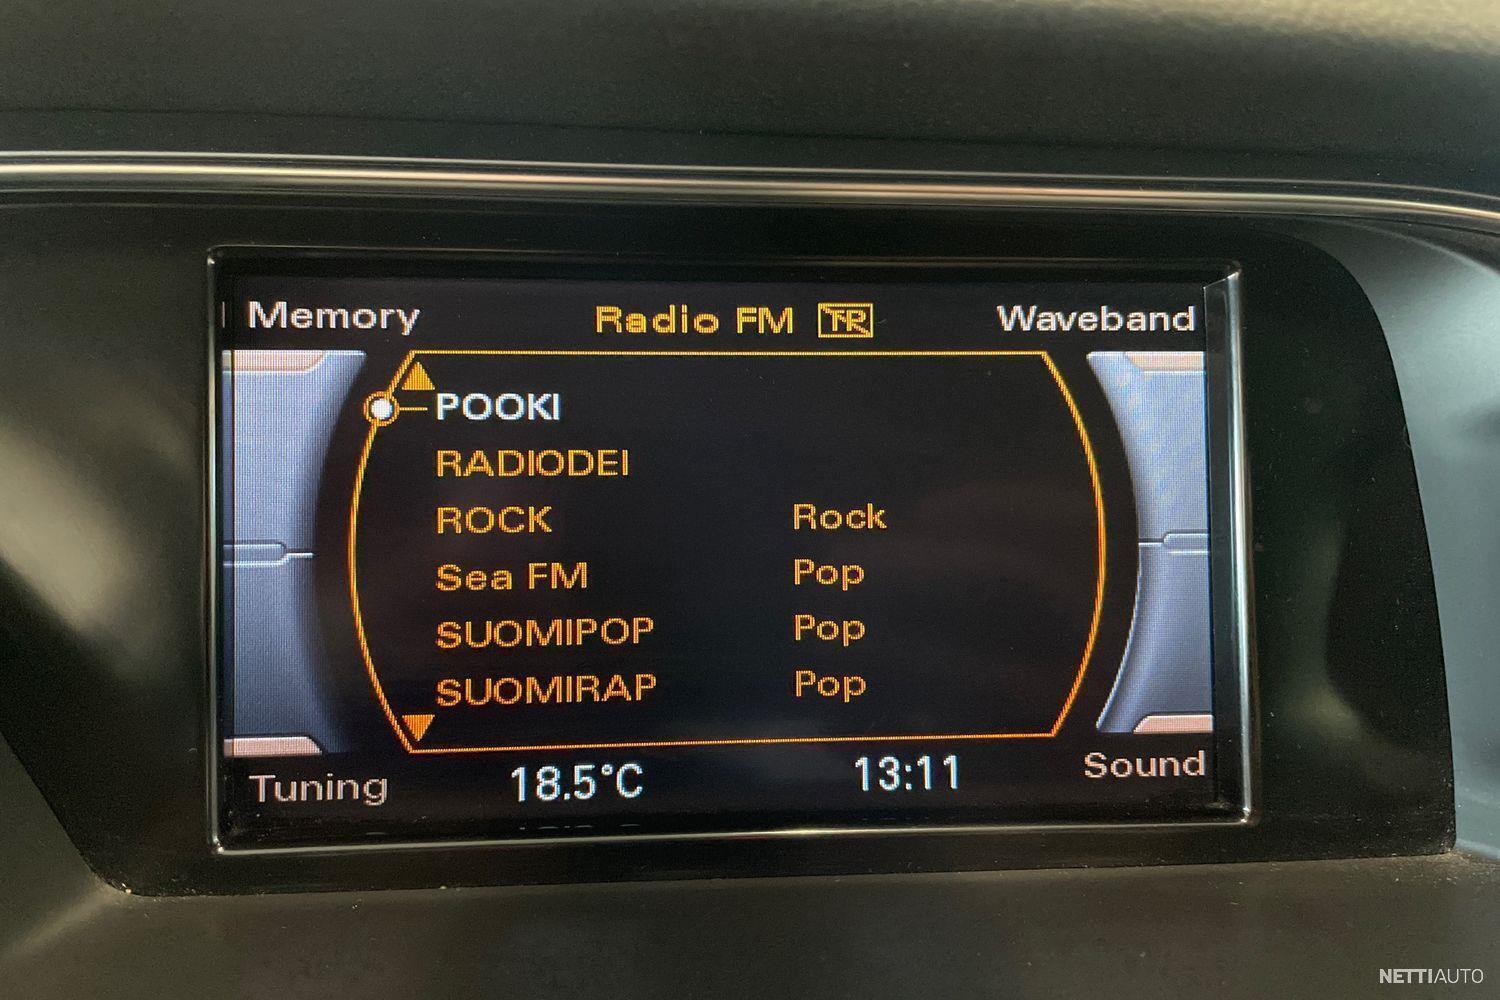 Memory Radio FM TP Waveband
POOKI
RADIODEI
ROCK Rock
Sea FM Pop
SUOMIPOP Pop
SUOMIRAP Pop
Tuning 18.5°C 13:11 Sound
NETTIAUTO